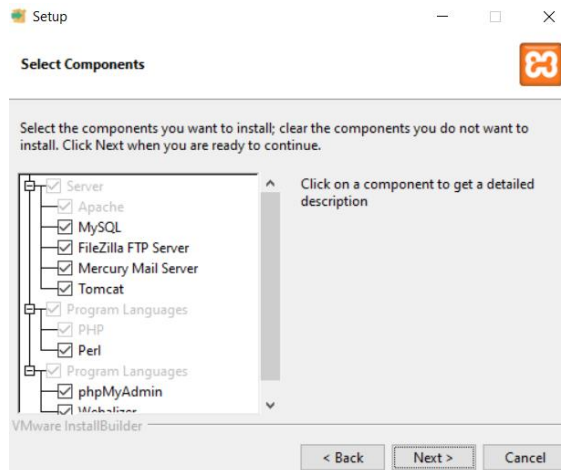 Setup
Select Components
Select the components you want to install; clear the components you do not want to
install. Click Next when you are ready to continue.
Server
Apache
MySQL
FileZilla FTP Server
Mercury Mail Server
Tomcat
Program Languages
PHP
Perl
Program Languages
phpMyAdmin
Webalizer
Click on a component to get a detailed
description
VMware InstallBuilder
< Back
Next >
Cancel